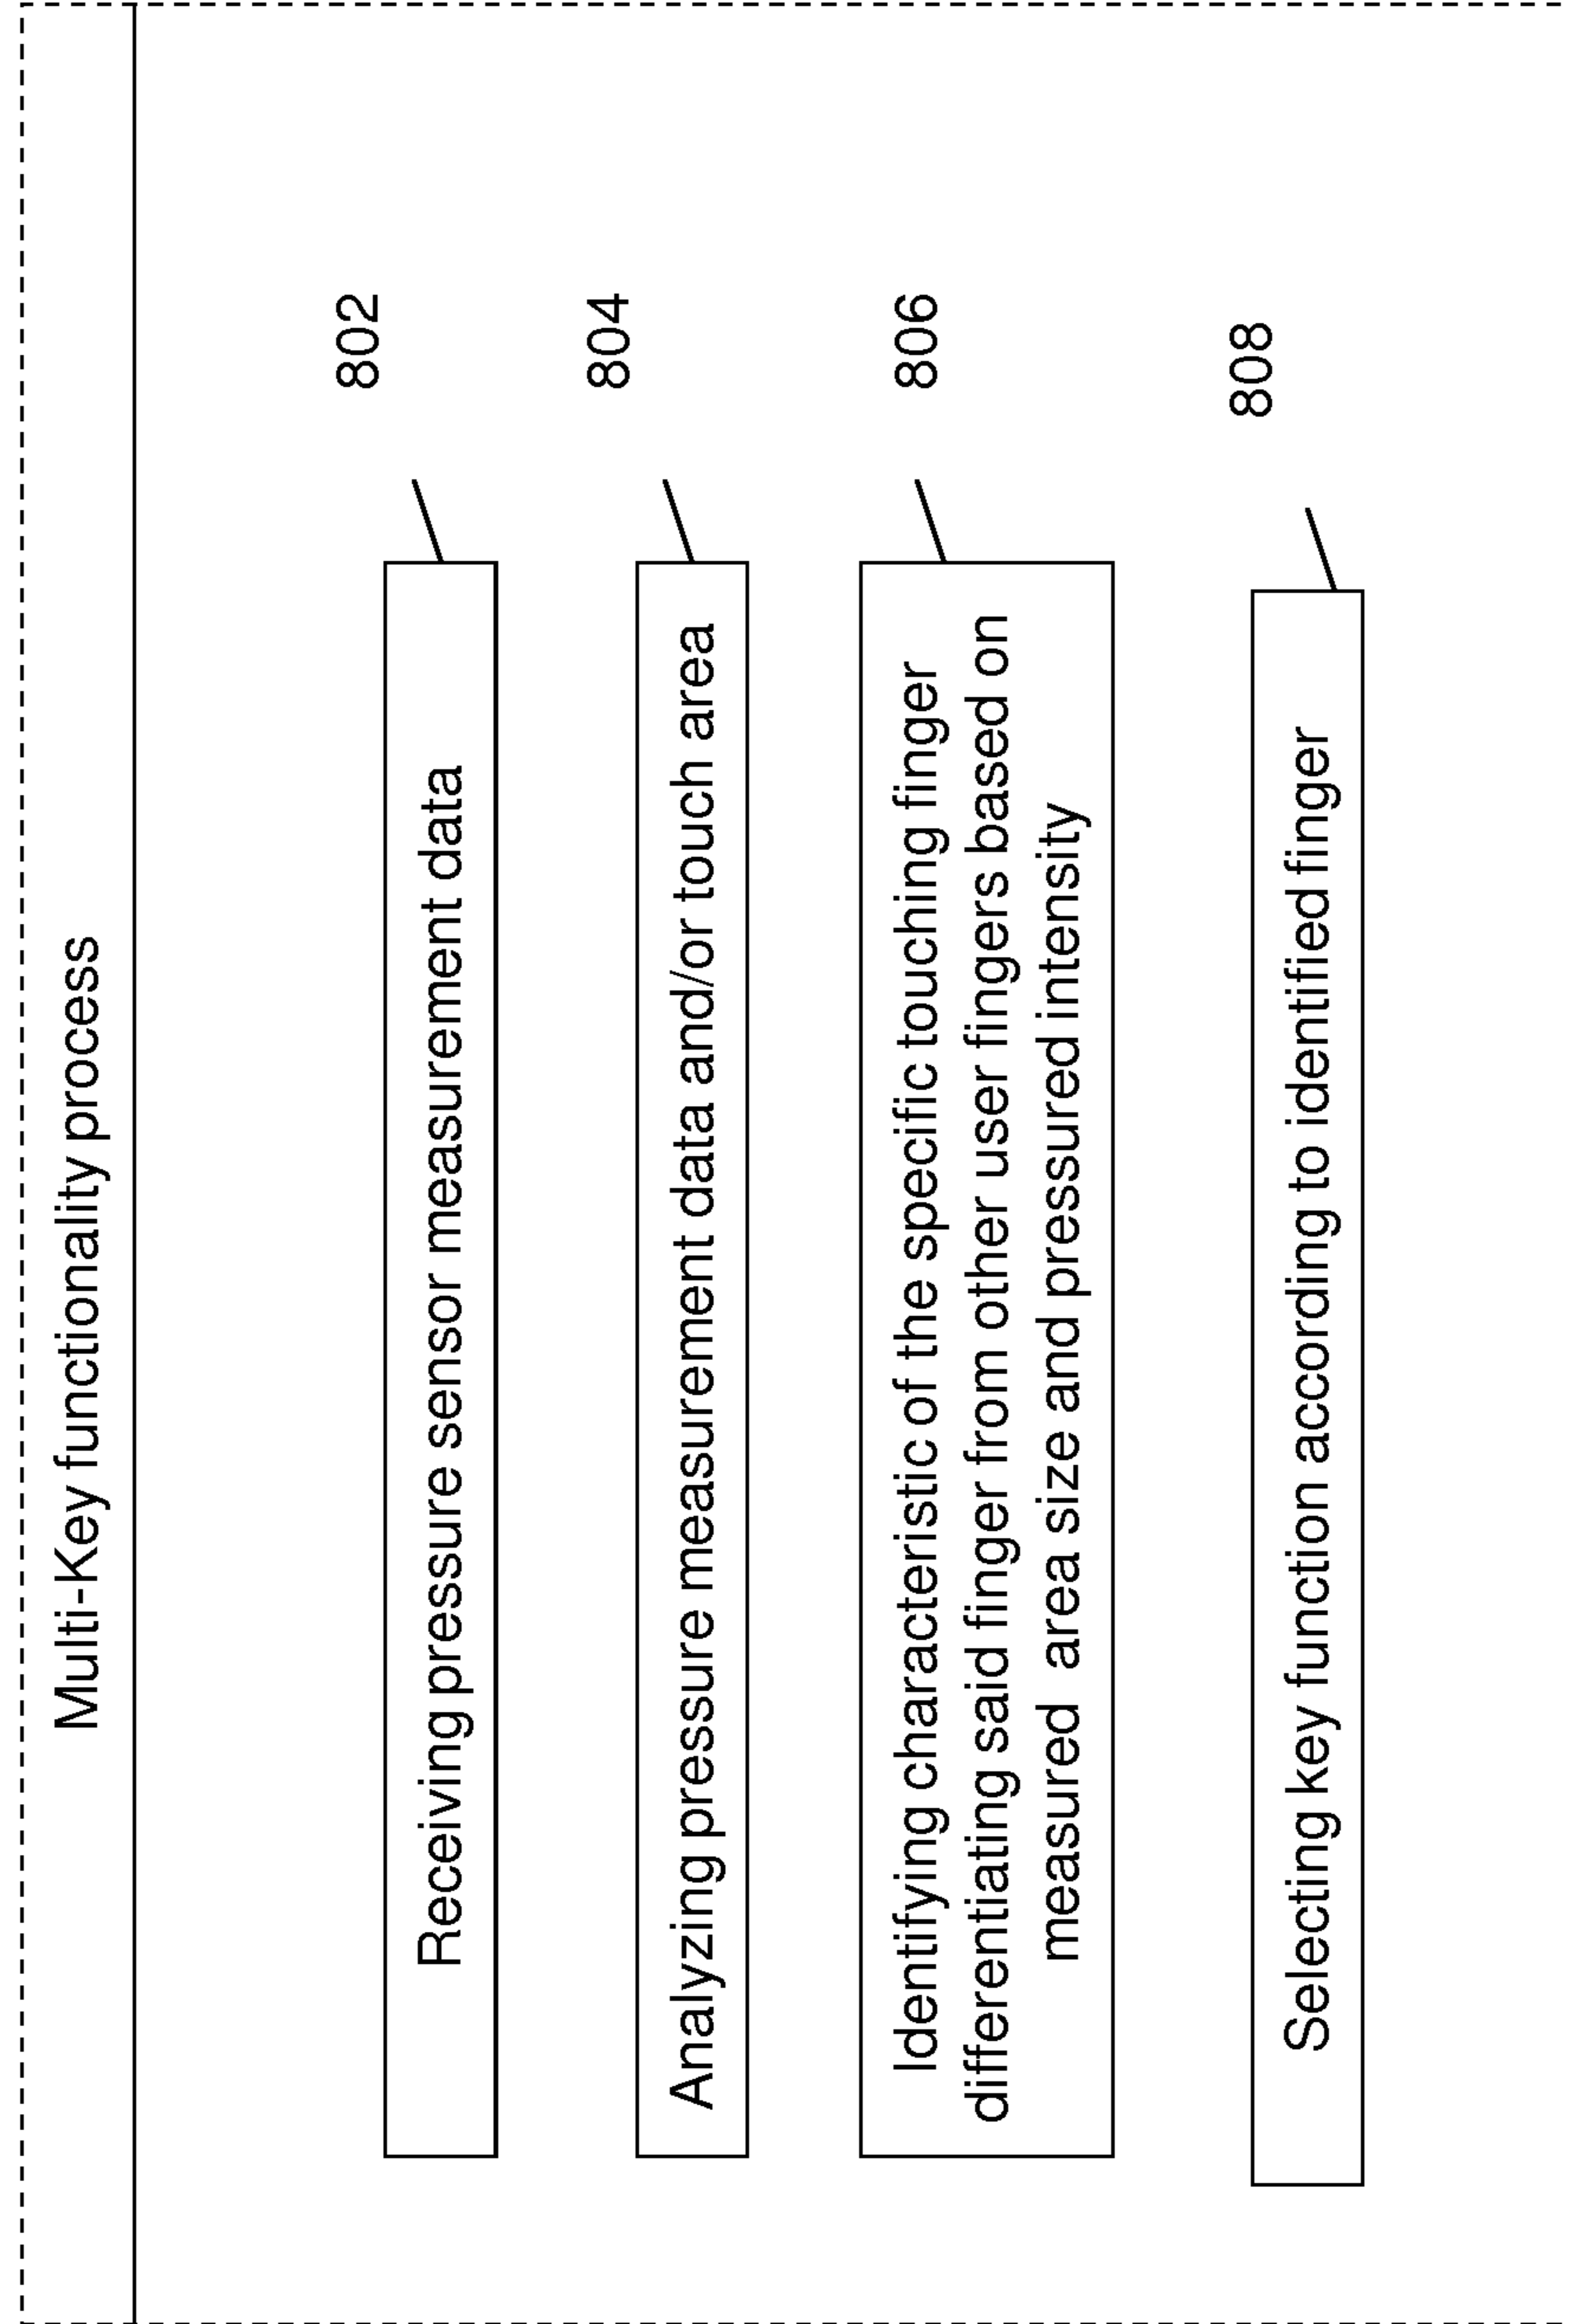 Multi-Key functionality process
802
Receiving pressure sensor measurement data
804
Analyzing pressure measurement data and/or touch area
806
Identifying characteristic of the specific touching finger
differentiating said finger from other user fingers based on
measured  area size and pressured intensity
808
Selecting key function according to identified finger